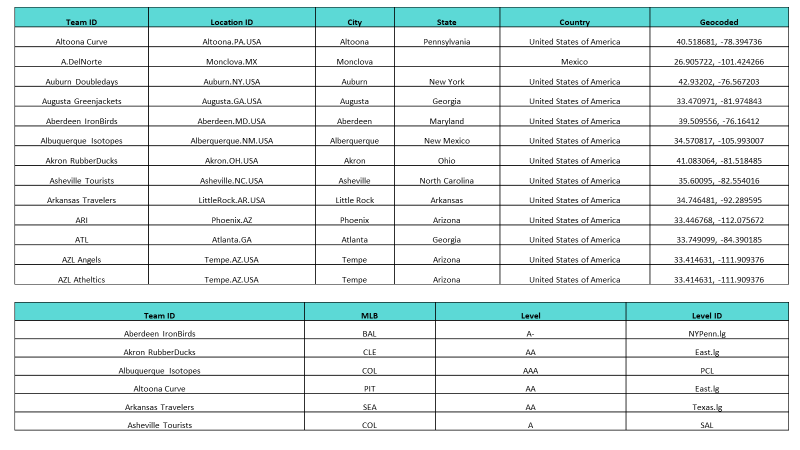 Team ID Location ID City State Country Geocoded
Altoona Curve Altoona.PA.USA Altoona Pennsylvania United States of America 40.518681, -78.394736
A.DelNorte Monclova.MX Monclova Mexico 26.905722, -101.424266
Auburn Doubledays Auburn.NY.USA Auburn New York United States of America 42.93202, -76.567203
Augusta Greenjackets Augusta.GA.USA Augusta Georgia United States of America 33.470971, -81.974843
Aberdeen IronBirds Aberdeen.MD.USA Aberdeen Maryland United States of America 39.509556, -76.16412
Albuquerque Isotopes Alberquerque.NM.USA Alberquerque New Mexico United States of America 34.570817, -105.993007
Akron RubberDucks Akron.OH.USA Akron Ohio United States of America 41.083064, -81.518485
Asheville Tourists Asheville.NC.USA Asheville North Carolina United States of America 35.60095, -82.554016
Arkansas Travelers LittleRock.AR.USA Little Rock Arkansas United States of America 34.746481, -92.289595
ARI Phoenix.AZ Phoenix Arizona United States of America 33.446768, -112.075672
ATL Atlanta.GA Atlanta Georgia United States of America 33.749099, -84.390185
AZL Angels Tempe.AZ.USA Tempe Arizona United States of America 33.414631, -111.909376
AZL Atheltics Tempe.AZ.USA Tempe Arizona United States of America 33.414631, -111.909376
Team ID MLB Level Level ID
Aberdeen IronBirds BAL A- NYPenn.lg
Akron RubberDucks CLE AA East.lg
Albuquerque Isotopes COL AAA PCL
Altoona Curve PIT AA East.lg
Arkansas Travelers SEA AA Texas.lg
Asheville Tourists COL A SAL